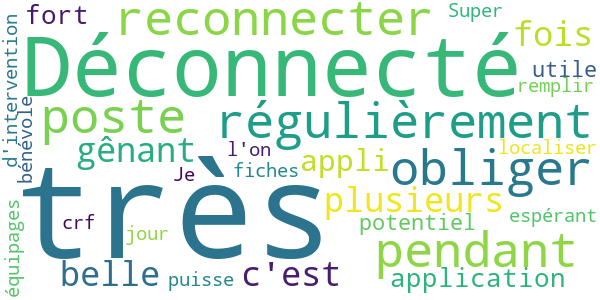 fort
reconnecter
Super
fois
Déconnecté
utile
remplir
d'intervention
bénévole
poste
régulièrement
gênant
l'on
appli
localiser
obliger
Je
fiches
très
plusieurs
équipages
crf
jour
potentiel
espérant
pendant
belle
puisse
c'est
application